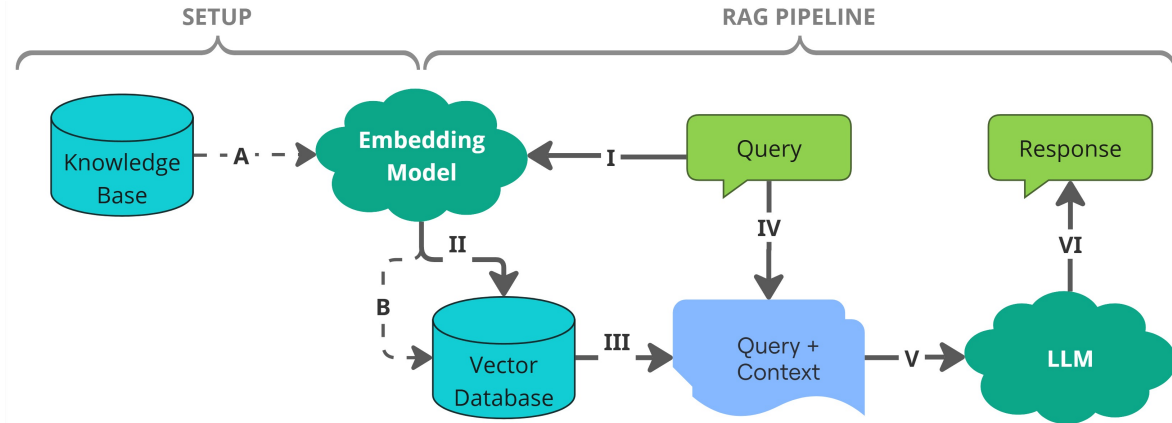 SETUP
RAG PIPELINE
Knowledge
Base
A
Embedding
Model
I
Query
Response
II
IV
VI
B
Vector
Database
III
Query +
Context
V
LLM